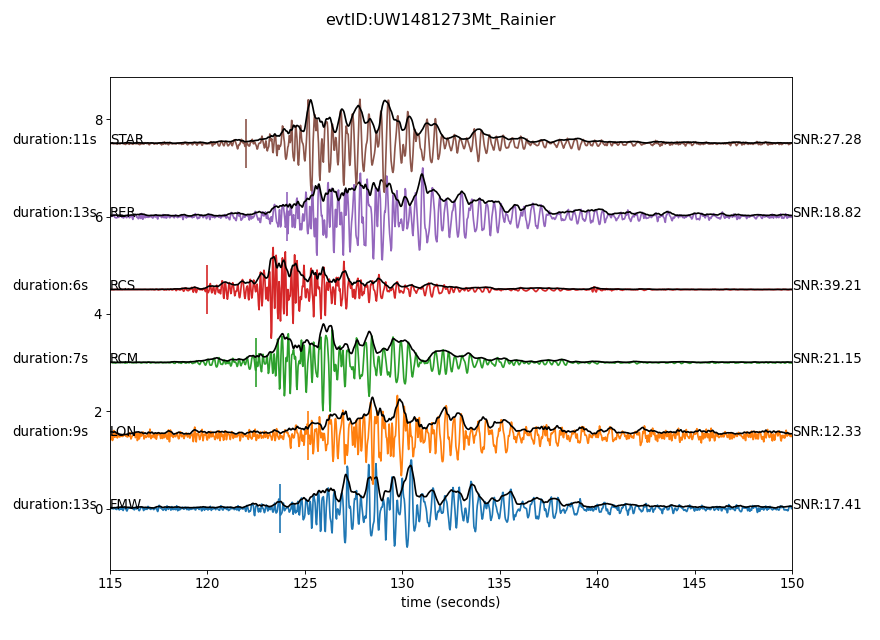 evtID:UW1481273Mt_Rainier
8
duration:11s STAR SNR:27.28
duration:13s RER SNR:18.82
6
duration:6s RCS SNR:39.21
4
duration:7s RCM SNR:21.15
2
duration:9s LON SNR:12.33
duration:13s FMW SNR:17.41
0
115 120 125 130 135 140 145 150
time (seconds)